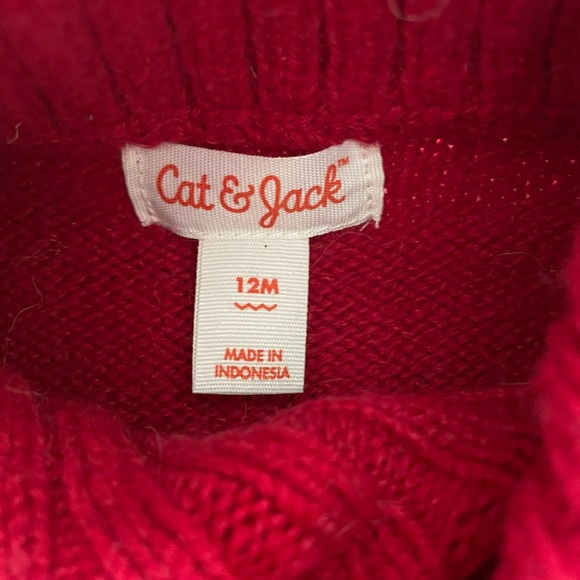 Cat & Jack™
12M
MADE IN
INDONESIA